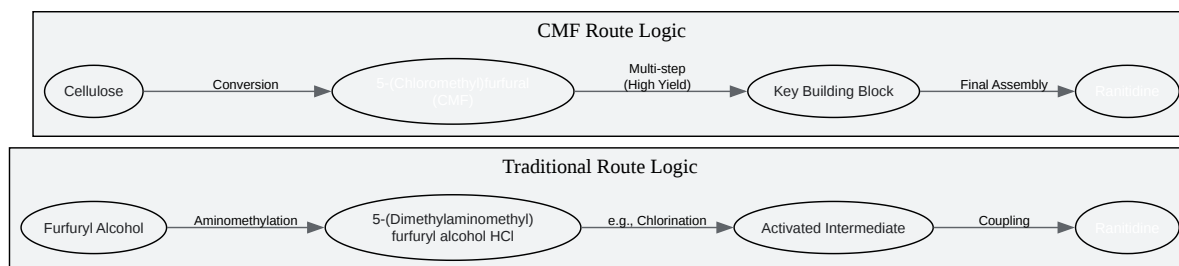 CMF Route Logic
Cellulose
Conversion
5-(Chloromethyl)furfural
(CMF)
Multi-step
(High Yield)
Key Building Block
Final Assembly
Ranitidine
Traditional Route Logic
Furfuryl Alcohol
Aminomethylation
5-(Dimethylaminomethyl)
furfuryl alcohol HCl
e.g., Chlorination
Activated Intermediate
Coupling
Ranitidine